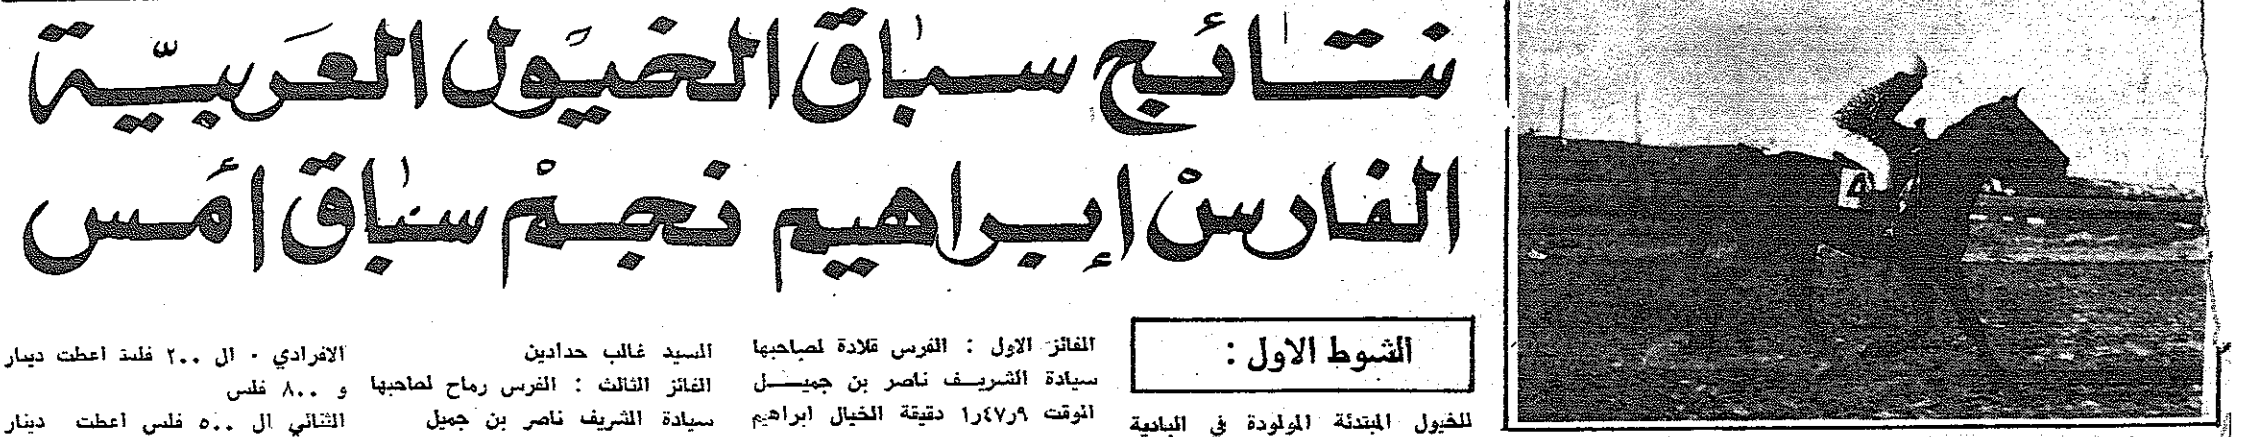 نتائج سباق الخيول العربية
الفارس إبراهيم نجم سباق أمس
الشوط الاول :
للخيول المبتدئة المولودة في البادية
الفائز الاول : الفرس قلادة لصاحبها
سيادة الشريف ناصر بن جميل
الوقت ٩ر٤٧ر١ دقيقة الخيال ابراهيم
السيد غالب حدادين
الفائز الثالث : الفرس رماح لصاحبها
سيادة الشريف ناصر بن جميل
الافرادي - ال ٢٠٠ فلسا اعطت دينار
و ٨٠٠ فلس
الثنائي ال ٥٠٠ فلس اعطت دينار